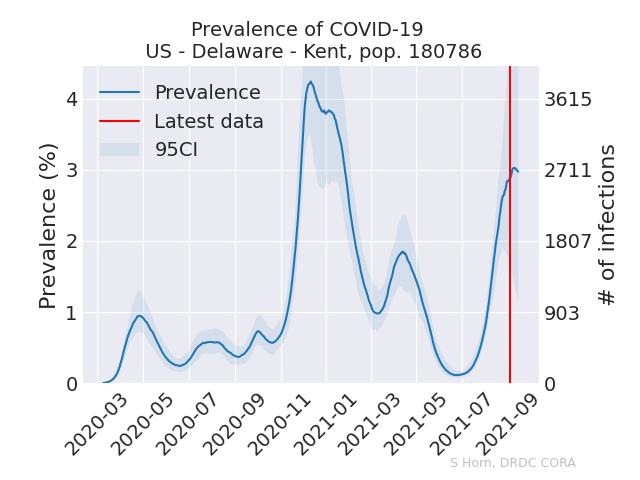 Prevalence of COVID-19
US - Delaware - Kent, pop. 180786
Prevalence
Latest data
95CI
Prevalence (%)
4
3
2
1
0
3615
2711
1807
903
0
# of infections
2020-03
2020-05
2020-07
2020-09
2020-11
2021-01
2021-03
2021-05
2021-07
2021-09
S Horn, DRDC CORA